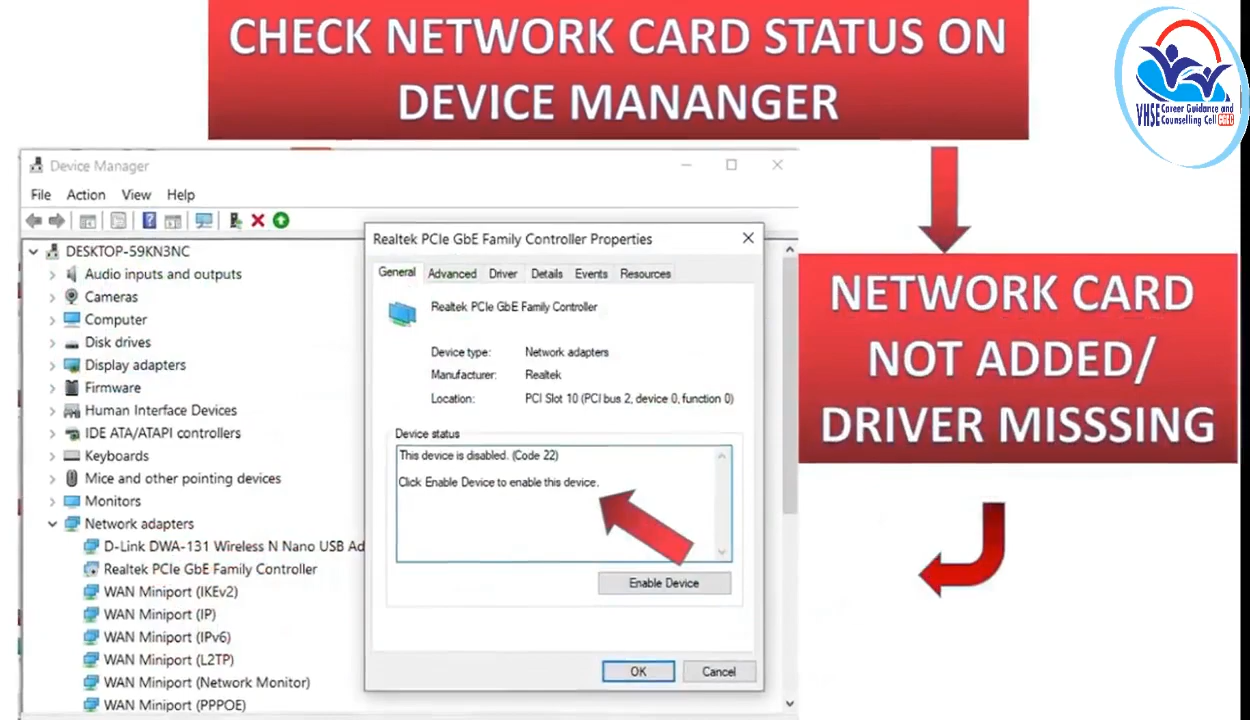 CHECK NETWORK CARD STATUS ON
DEVICE MANANGER
VHSE Career Guidance and
Counselling Cell
Device Manager
File Action View Help
DESKTOP-59KN3NC
Audio inputs and outputs
Cameras
Computer
Disk drives
Display adapters
Firmware
Human Interface Devices
IDE ATA/ATAPI controllers
Keyboards
Mice and other pointing devices
Monitors
Network adapters
D-Link DWA-131 Wireless N Nano USB Ad
Realtek PCIe GbE Family Controller
WAN Miniport (IKEv2)
WAN Miniport (IP)
WAN Miniport (IPv6)
WAN Miniport (L2TP)
WAN Miniport (Network Monitor)
WAN Miniport (PPPOE)
Realtek PCIe GbE Family Controller Properties
General Advanced Driver Details Events Resources
Realtek PCIe GbE Family Controller
Device type: Network adapters
Manufacturer: Realtek
Location: PCI Slot 10 (PCI bus 2, device 0, function 0)
Device status
This device is disabled. (Code 22)
Click Enable Device to enable this device.
Enable Device
OK Cancel
NETWORK CARD
NOT ADDED/
DRIVER MISSSING